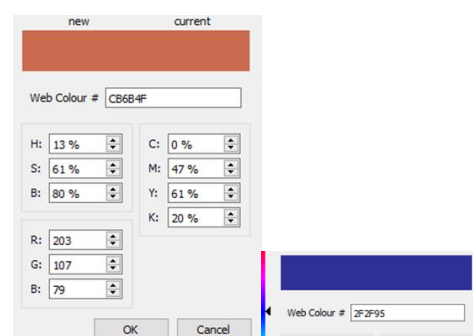 new current
Web Colour # CB6B4F
H: 13 % C: 0 %
S: 61 % M: 47 %
B: 80 % Y: 61 %
K: 20 %
R: 203
G: 107
B: 79
OK Cancel
Web Colour # 2F2F95